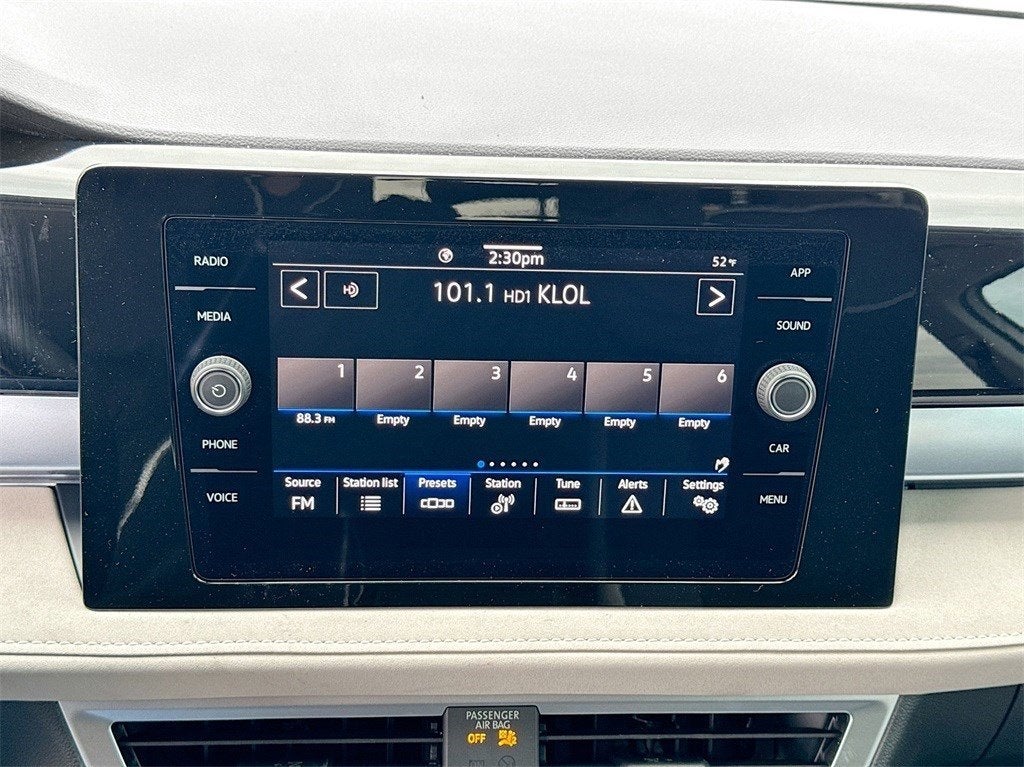 RADIO
MEDIA
PHONE
VOICE
2:30pm
52°F
101.1 HD1 KLOL
1 2 3 4 5 6
88.3 FM Empty Empty Empty Empty Empty
Source Station list Presets Station Tune Alerts Settings
FM
APP
SOUND
CAR
MENU
PASSENGER
AIR BAG
OFF